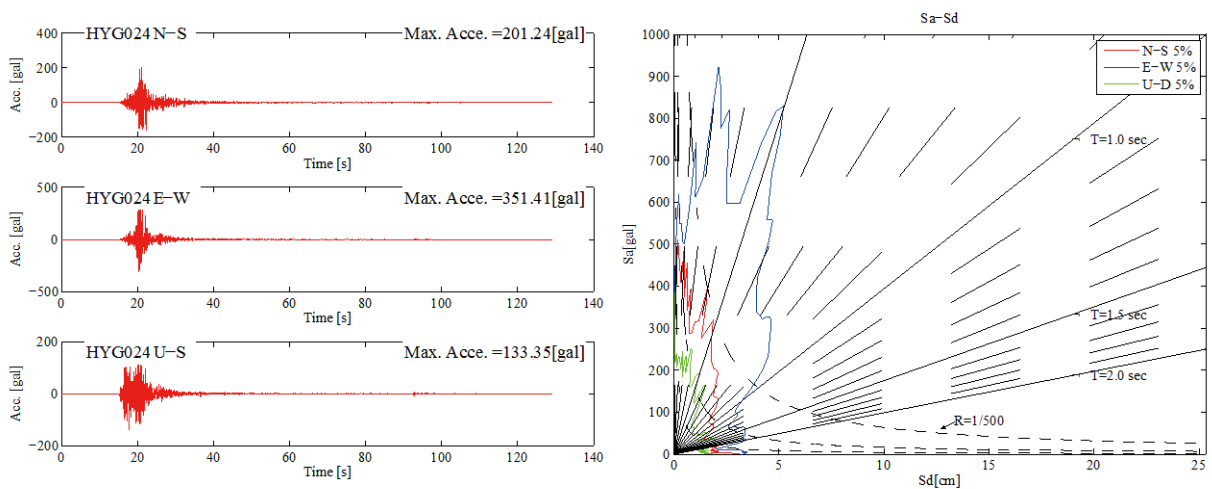 HYG024 N−S Max. Acce. =201.24[gal]
400
200
0
−200
Acc. [gal]
0 20 40 60 80 100 120 140
Time [s]
HYG024 E−W Max. Acce. =351.41[gal]
500
0
−500
Acc. [gal]
0 20 40 60 80 100 120 140
Time [s]
HYG024 U−S Max. Acce. =133.35[gal]
200
0
−200
Acc. [gal]
0 20 40 60 80 100 120 140
Time [s]
Sa−Sd
1000
900
800
700
600
500
400
300
200
100
0
Sa[gal]
N−S 5%
E−W 5%
U−D 5%
T=1.0 sec
T=1.5 sec
T=2.0 sec
R=1/500
0 5 10 15 20 25
Sd[cm]